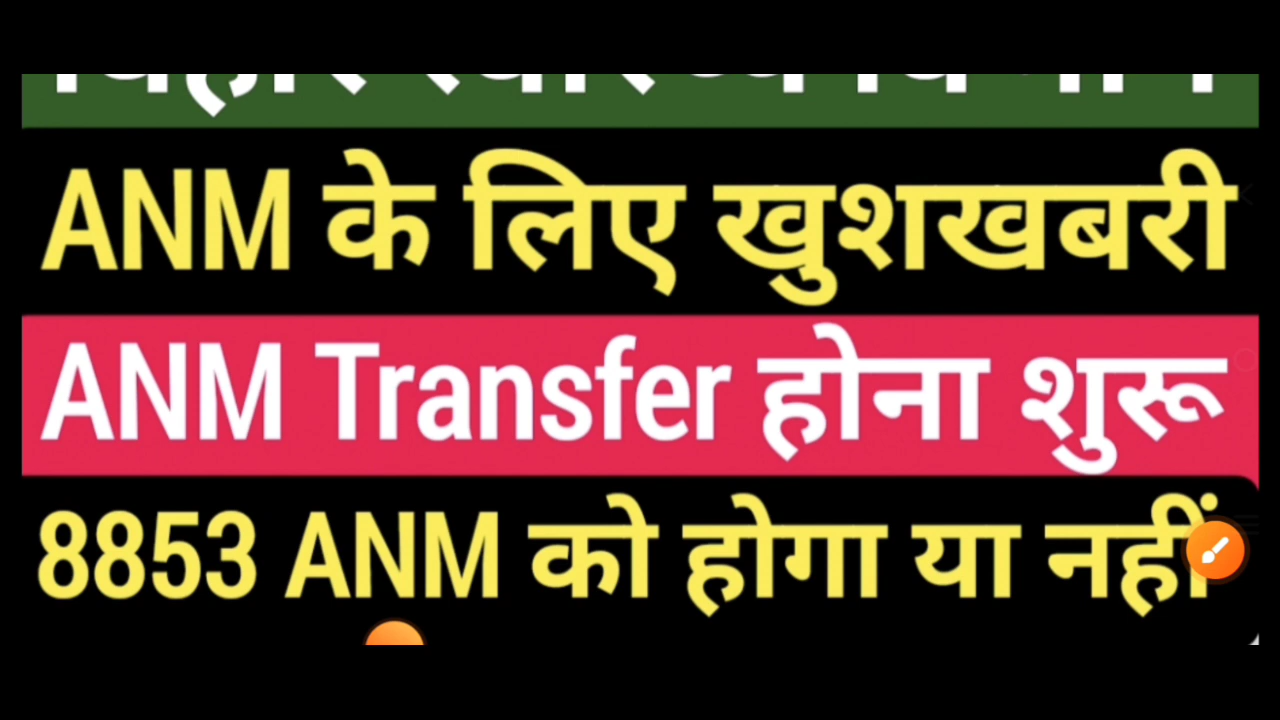 ANM के लिए खुशखबरी
ANM Transfer होना शुरू
8853 ANM को होगा या नहीं